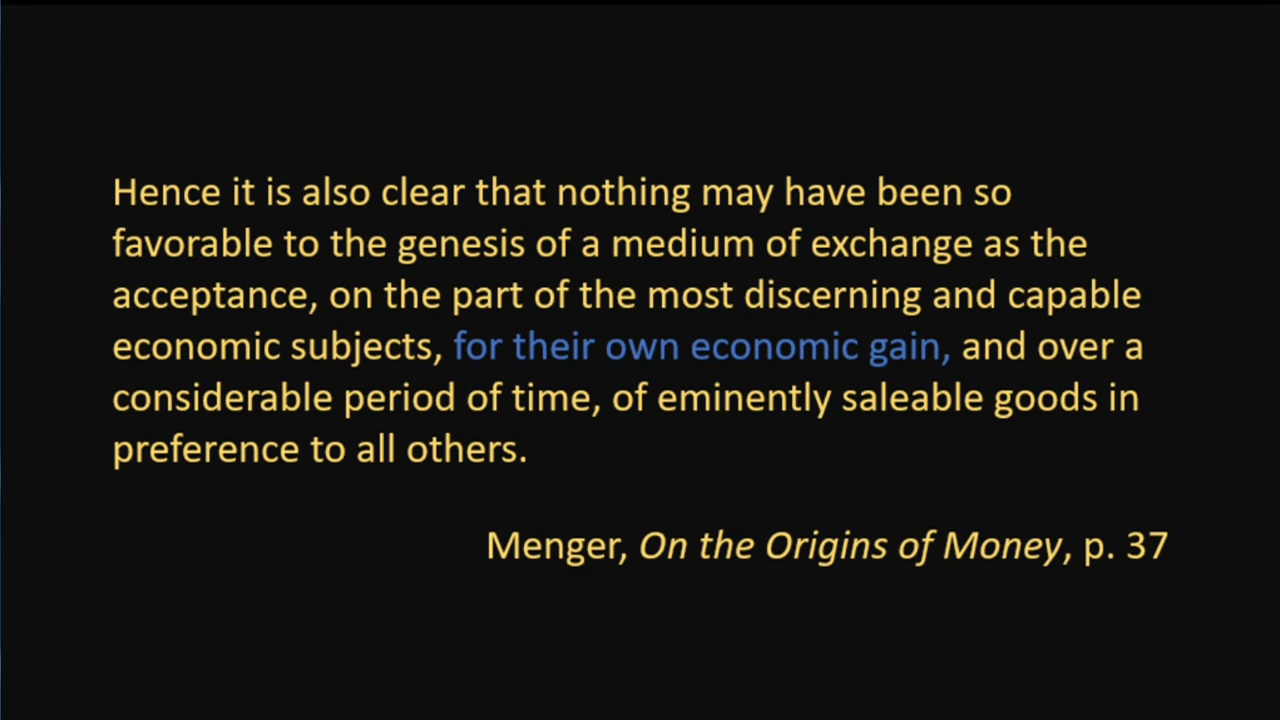 Hence it is also clear that nothing may have been so
favorable to the genesis of a medium of exchange as the
acceptance, on the part of the most discerning and capable
economic subjects, for their own economic gain, and over a
considerable period of time, of eminently saleable goods in
preference to all others.
Menger, On the Origins of Money, p. 37